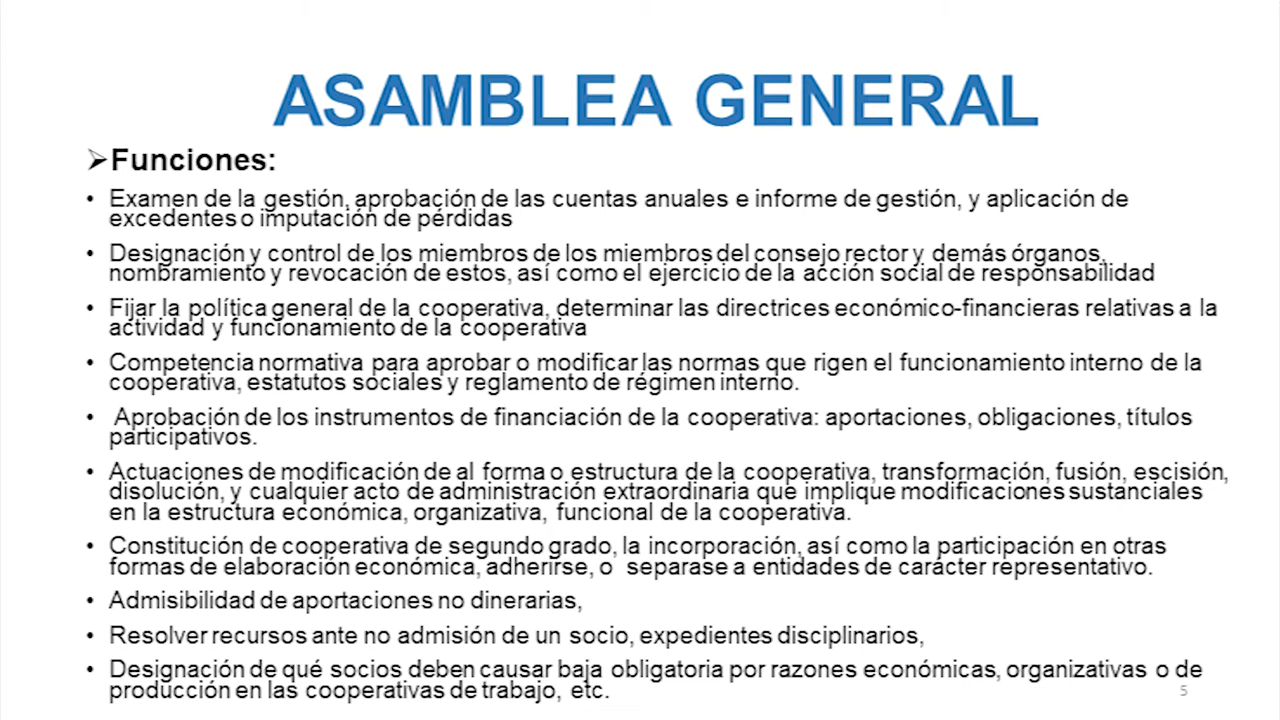 ASAMBLEA GENERAL
➢Funciones:
• Examen de la gestión, aprobación de las cuentas anuales e informe de gestión, y aplicación de
excedentes o imputación de pérdidas
• Designación y control de los miembros de los miembros del consejo rector y demás órganos,
nombramiento y revocación de estos, así como el ejercicio de la acción social de responsabilidad
• Fijar la política general de la cooperativa, determinar las directrices económico-financieras relativas a la
actividad y funcionamiento de la cooperativa
• Competencia normativa para aprobar o modificar las normas que rigen el funcionamiento interno de la
cooperativa, estatutos sociales y reglamento de régimen interno.
• Aprobación de los instrumentos de financiación de la cooperativa: aportaciones, obligaciones, títulos
participativos.
• Actuaciones de modificación de al forma o estructura de la cooperativa, transformación, fusión, escisión,
disolución, y cualquier acto de administración extraordinaria que implique modificaciones sustanciales
en la estructura económica, organizativa, funcional de la cooperativa.
• Constitución de cooperativa de segundo grado, la incorporación, así como la participación en otras
formas de elaboración económica, adherirse, o separase a entidades de carácter representativo.
• Admisibilidad de aportaciones no dinerarias,
• Resolver recursos ante no admisión de un socio, expedientes disciplinarios,
• Designación de qué socios deben causar baja obligatoria por razones económicas, organizativas o de
producción en las cooperativas de trabajo, etc.
5